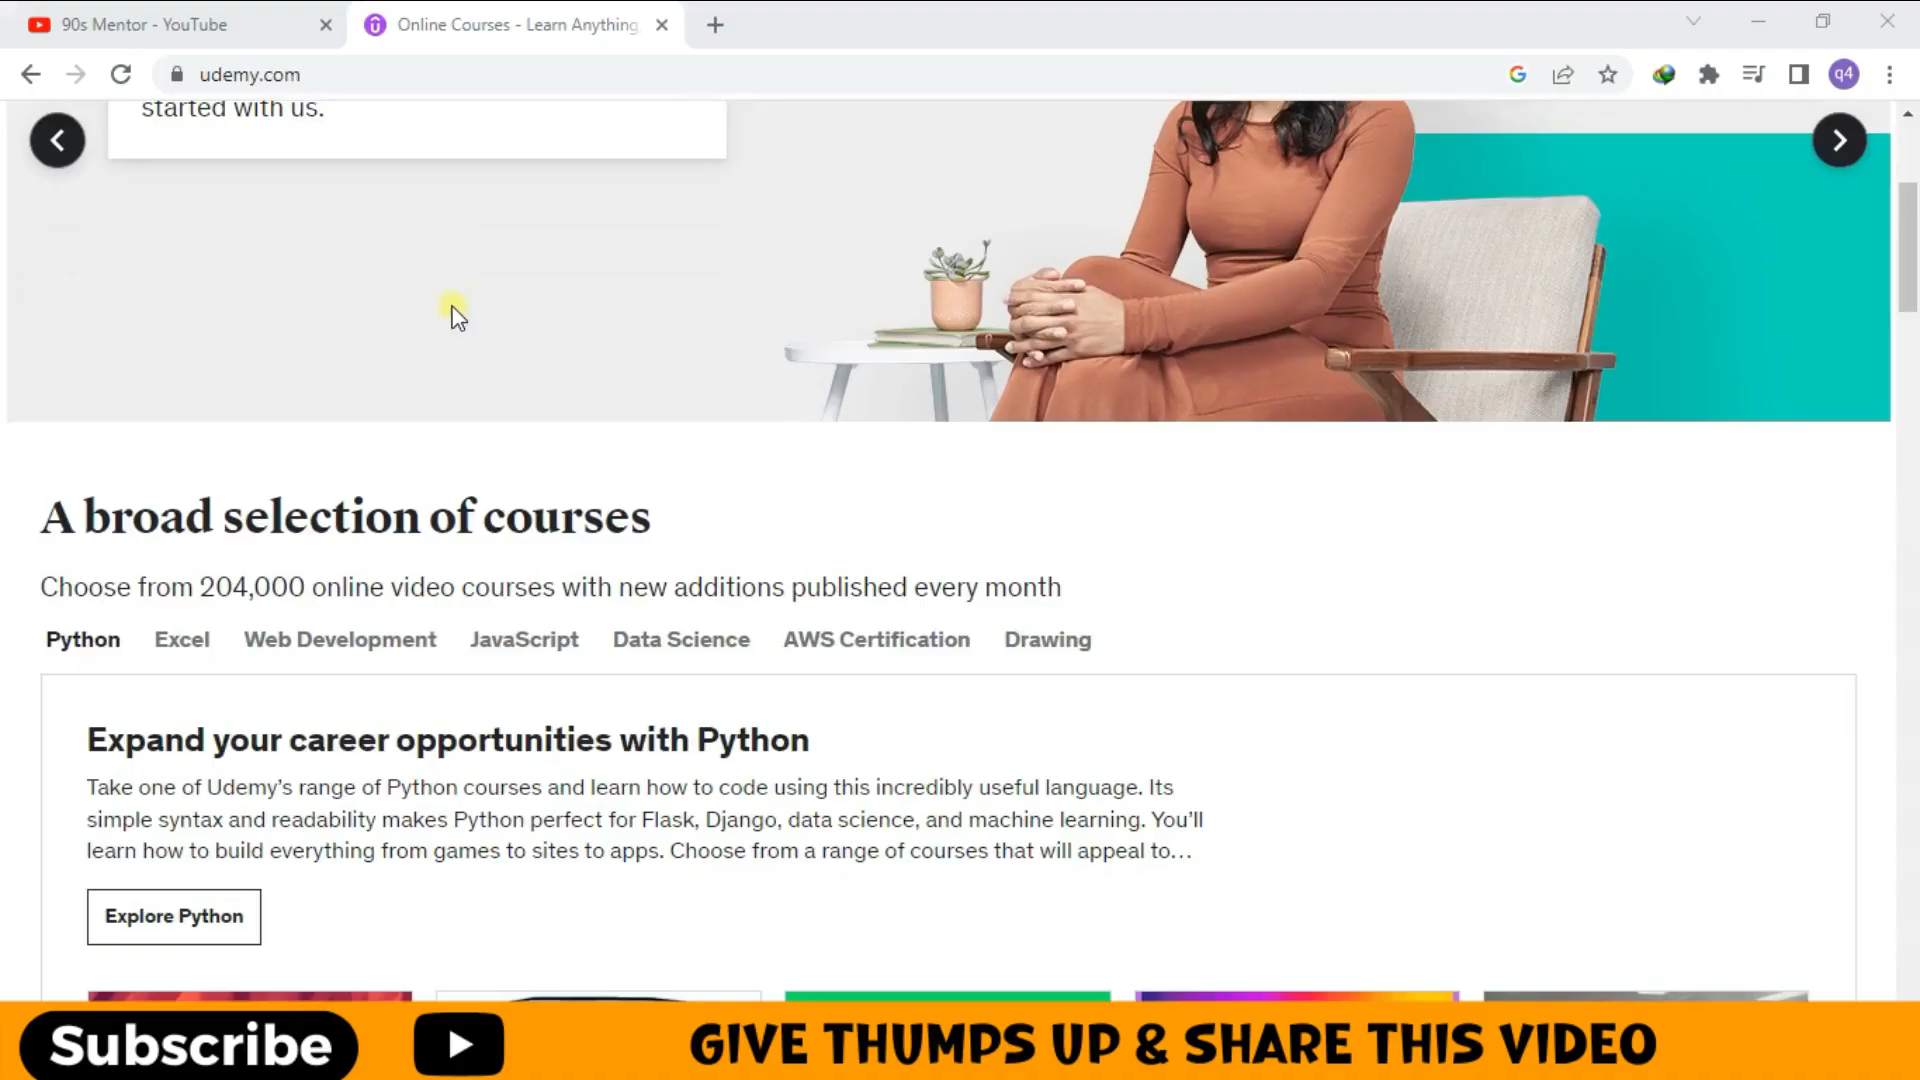 90s Mentor - YouTube
Online Courses - Learn Anything,
udemy.com
q4
started with us.
A broad selection of courses
Choose from 204,000 online video courses with new additions published every month
Python Excel Web Development JavaScript Data Science AWS Certification Drawing
Expand your career opportunities with Python
Take one of Udemy's range of Python courses and learn how to code using this incredibly useful language. Its
simple syntax and readability makes Python perfect for Flask, Django, data science, and machine learning. You'll
learn how to build everything from games to sites to apps. Choose from a range of courses that will appeal to...
Explore Python
Subscribe
GIVE THUMPS UP & SHARE THIS VIDEO